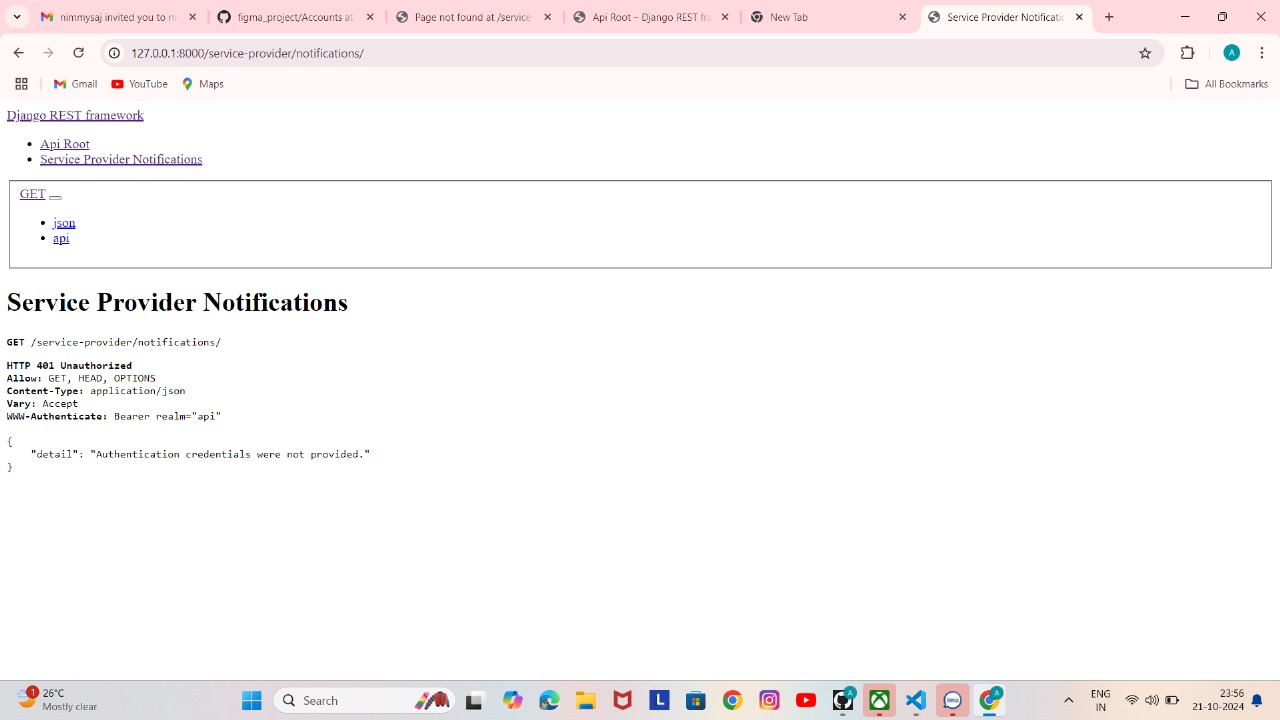 nimmysaj invited you to ni
figma_project/Accounts at
Page not found at /service
Api Root – Django REST fra
New Tab
Service Provider Notificatio
127.0.0.1:8000/service-provider/notifications/
A
Gmail
YouTube
Maps
All Bookmarks
Django REST framework
Api Root
Service Provider Notifications
GET
json
api
Service Provider Notifications
GET /service-provider/notifications/
HTTP 401 Unauthorized
Allow: GET, HEAD, OPTIONS
Content-Type: application/json
Vary: Accept
WWW-Authenticate: Bearer realm="api"
{
"detail": "Authentication credentials were not provided."
}
1
26°C
Mostly clear
Search
L
A
imo
A
ENG
IN
23:56
21-10-2024